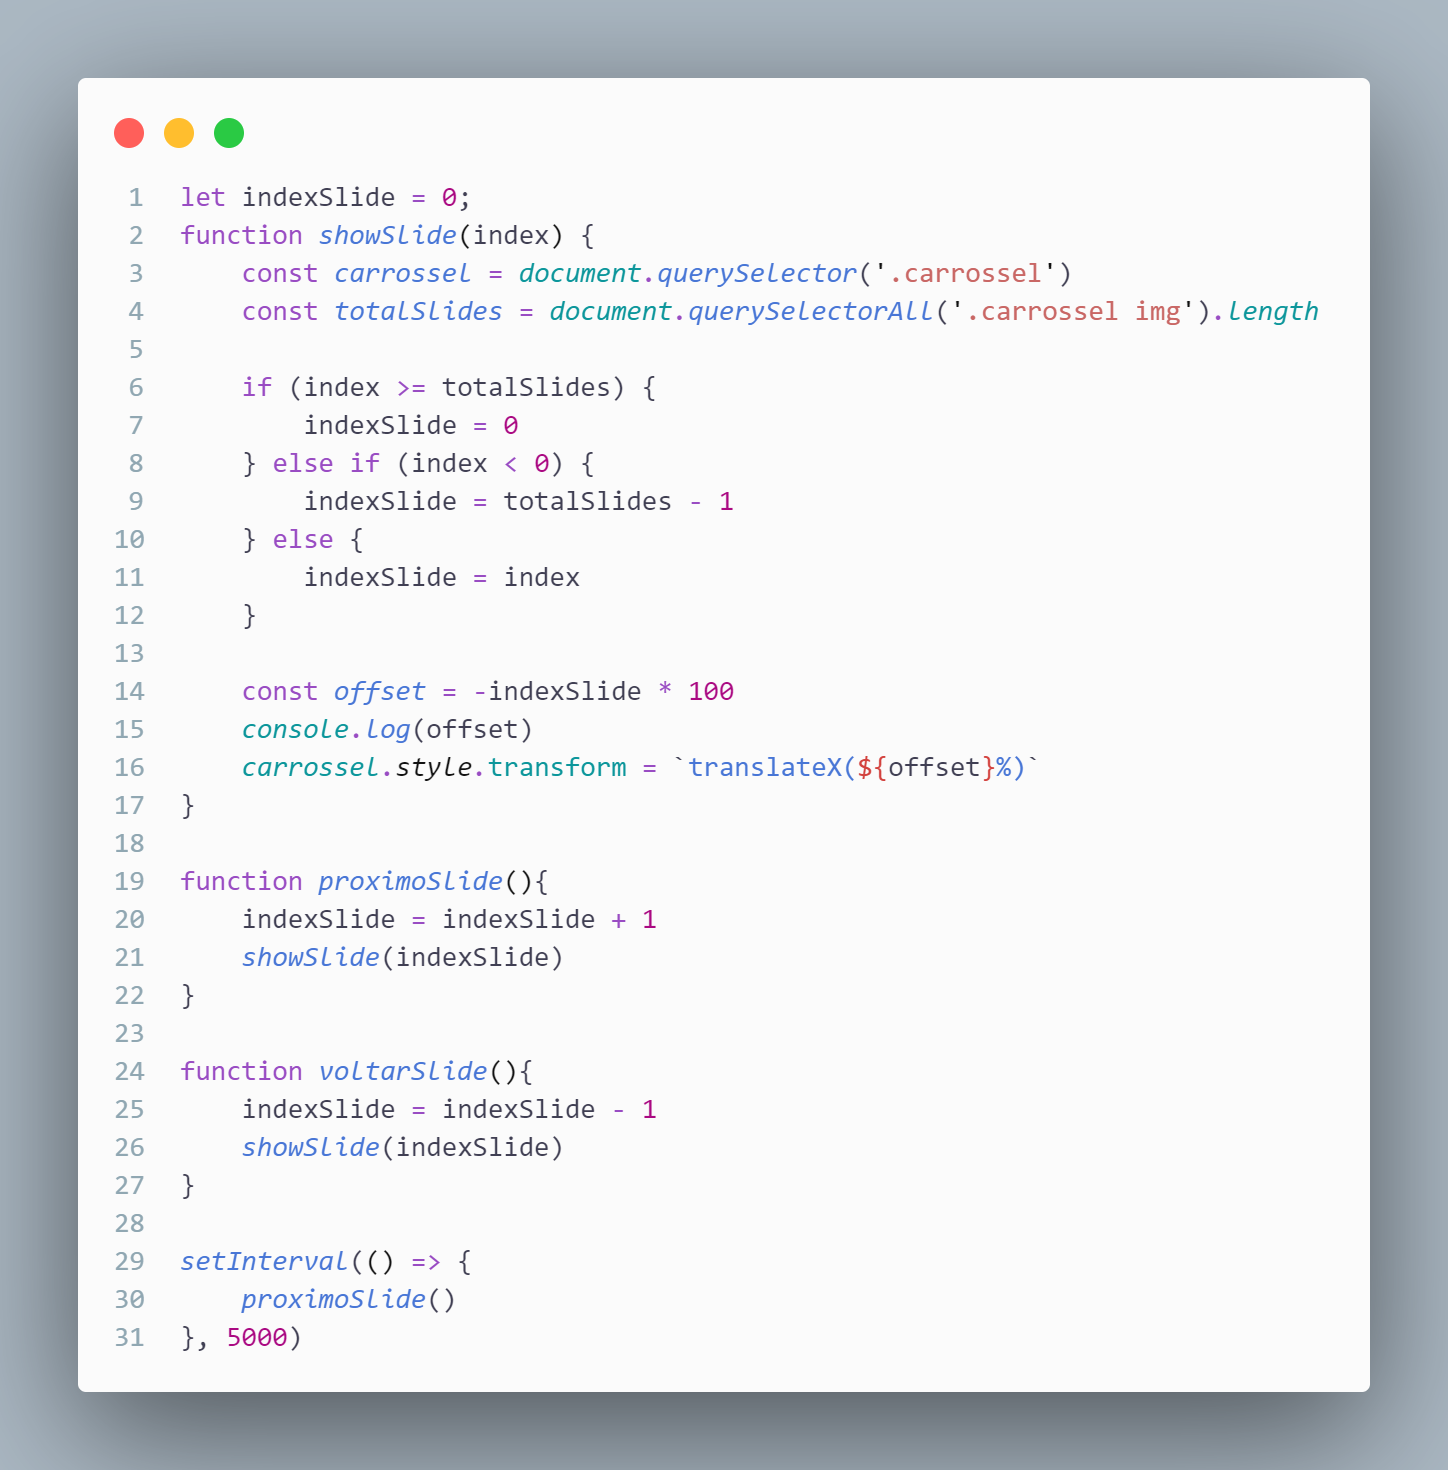 1 let indexSlide = 0;
2 function showSlide(index) {
3     const carrossel = document.querySelector('.carrossel')
4     const totalSlides = document.querySelectorAll('.carrossel img').length
5
6     if (index >= totalSlides) {
7         indexSlide = 0
8     } else if (index < 0) {
9         indexSlide = totalSlides - 1
10     } else {
11         indexSlide = index
12     }
13
14     const offset = -indexSlide * 100
15     console.log(offset)
16     carrossel.style.transform = `translateX(${offset}%)`
17 }
18
19 function proximoSlide(){
20     indexSlide = indexSlide + 1
21     showSlide(indexSlide)
22 }
23
24 function voltarSlide(){
25     indexSlide = indexSlide - 1
26     showSlide(indexSlide)
27 }
28
29 setInterval(() => {
30     proximoSlide()
31 }, 5000)